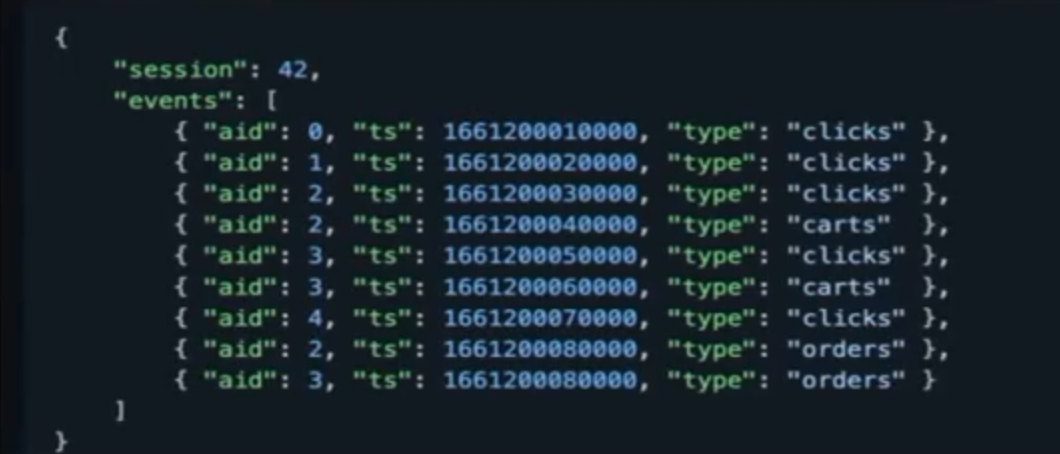 {
    "session": 42,
    "events": [
        { "aid": 0, "ts": 1661200010000, "type": "clicks" },
        { "aid": 1, "ts": 1661200020000, "type": "clicks" },
        { "aid": 2, "ts": 1661200030000, "type": "clicks" },
        { "aid": 2, "ts": 1661200040000, "type": "carts"  },
        { "aid": 3, "ts": 1661200050000, "type": "clicks" },
        { "aid": 3, "ts": 1661200060000, "type": "carts"  },
        { "aid": 4, "ts": 1661200070000, "type": "clicks" },
        { "aid": 2, "ts": 1661200080000, "type": "orders" },
        { "aid": 3, "ts": 1661200080000, "type": "orders" }
    ]
}